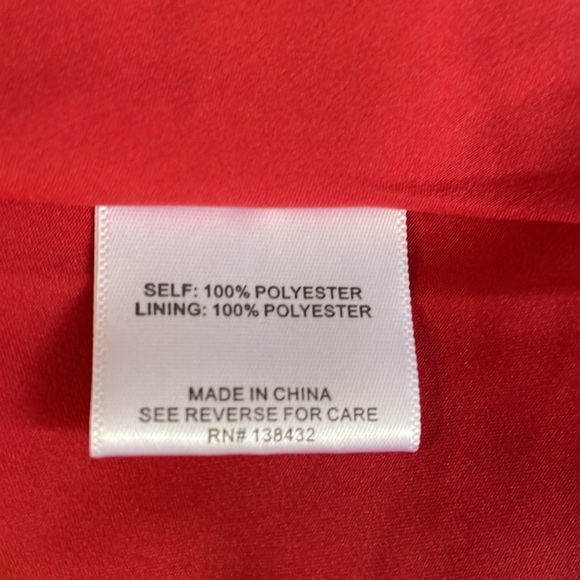 SELF: 100% POLYESTER
LINING: 100% POLYESTER
MADE IN CHINA
SEE REVERSE FOR CARE
RN# 138432